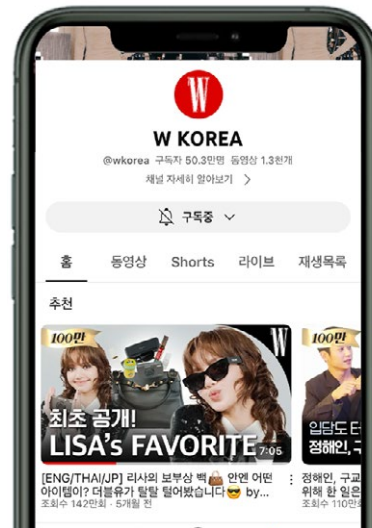 W
W KOREA
@wkorea 구독자 50.3만명 동영상 1.3천개
채널 자세히 알아보기 >
구독중
홈 동영상 Shorts 라이브 재생목록
추천
100만
W
최초 공개!
LISA's FAVORITE
7:05
[ENG/THAI/JP] 리사의 보부상 백👜 안엔 어떤
아이템이? 더블유가 탈탈 털어봤습니다😎 by...
조회수 142만회 · 5개월 전
100만
입담도 터
정해인, 구
정해인, 구교
위해 한 일은
조회수 110만